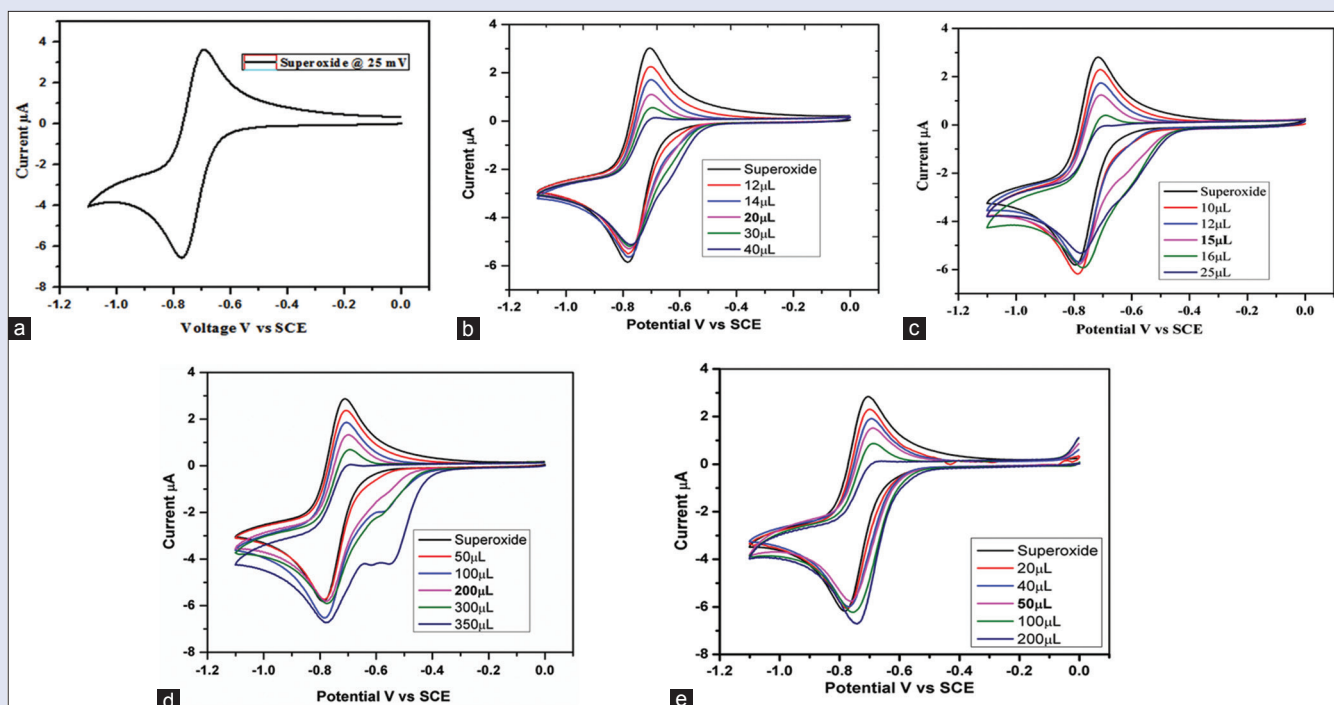 4
2
0
-2
-4
-6
-8
-1.2
-1.0
-0.8
-0.6
-0.4
-0.2
0.0
Current µA
Superoxide @ 25 mV
Voltage V vs SCE
a
4
2
0
-2
-4
-6
-1.2
-1.0
-0.8
-0.6
-0.4
-0.2
0.0
Current µA
Superoxide
12µL
14µL
20µL
30µL
40µL
Potential V vs SCE
b
4
2
0
-2
-4
-6
-1.2
-1.0
-0.8
-0.6
-0.4
-0.2
0.0
Current µA
Superoxide
10µL
12µL
15µL
16µL
25µL
Potential V vs SCE
c
4
2
0
-2
-4
-6
-8
-1.2
-1.0
-0.8
-0.6
-0.4
-0.2
0.0
Current µA
Superoxide
50µL
100µL
200µL
300µL
350µL
Potential V vs SCE
d
4
2
0
-2
-4
-6
-8
-1.2
-1.0
-0.8
-0.6
-0.4
-0.2
0.0
Current µA
Superoxide
20µL
40µL
50µL
100µL
200µL
Potential V vs SCE
e